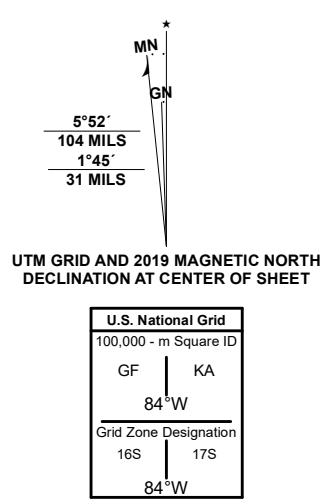 MN
GN
5°52´
104 MILS
1°45´
31 MILS
UTM GRID AND 2019 MAGNETIC NORTH
DECLINATION AT CENTER OF SHEET
U.S. National Grid
100,000 - m Square ID
GF KA
84°W
Grid Zone Designation
16S 17S
84°W